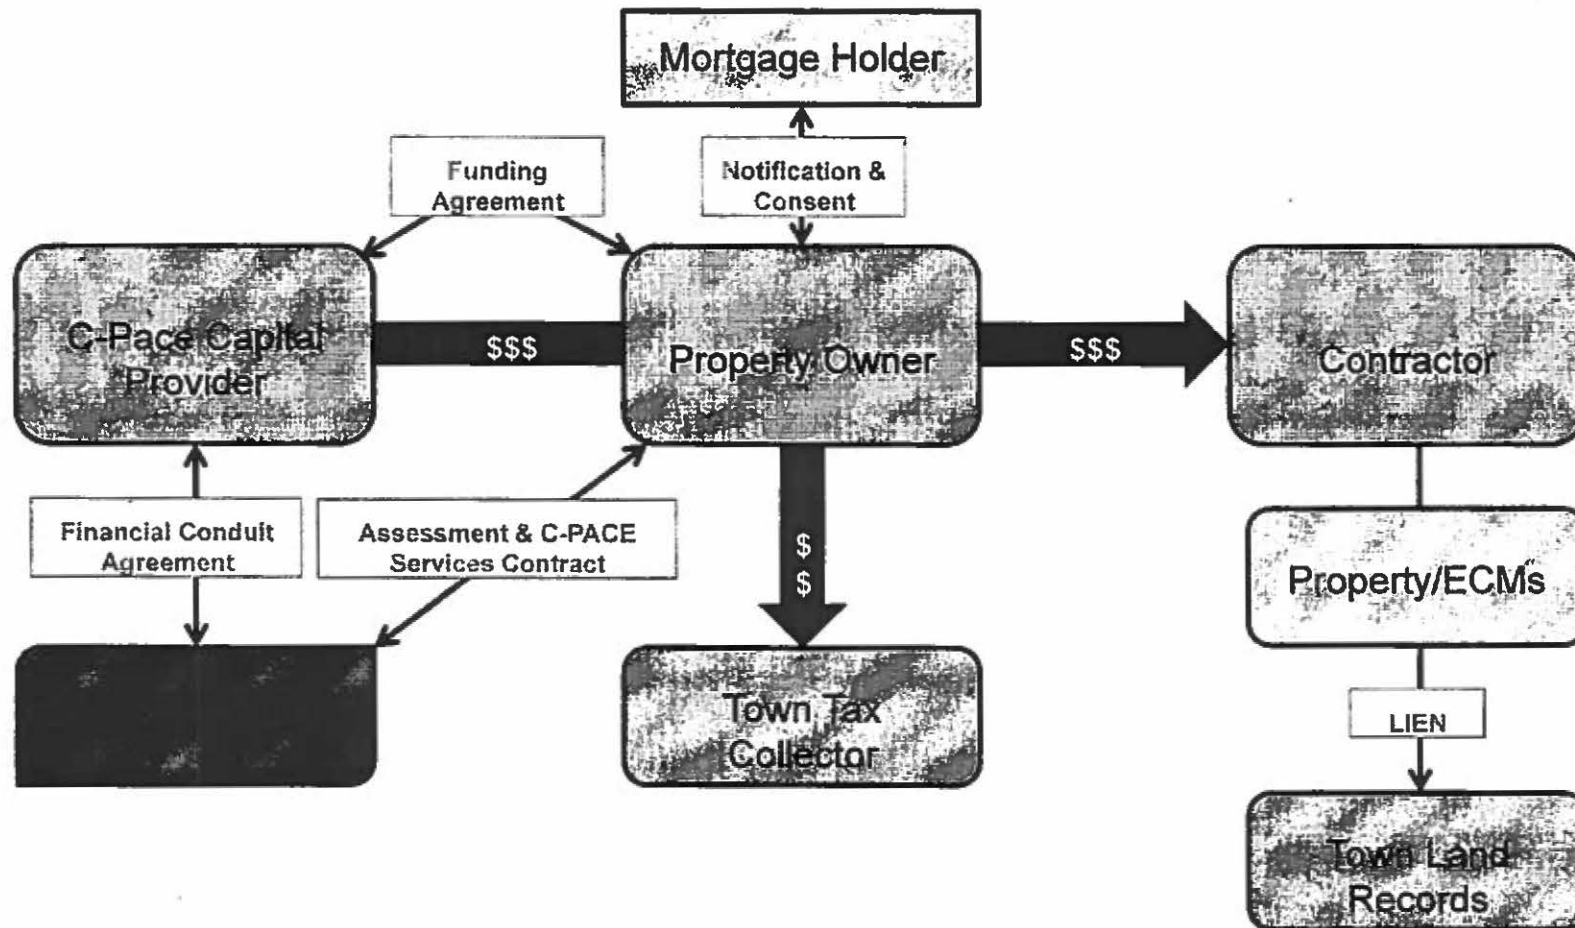 Mortgage Holder
Funding
Agreement
Notification &
Consent
C-Pace Capital
Provider
$$$
Property Owner
$$$
Contractor
Financial Conduit
Agreement
Assessment & C-PACE
Services Contract
$
$
Property/ECMs
Town Tax
Collector
LIEN
Town Land
Records